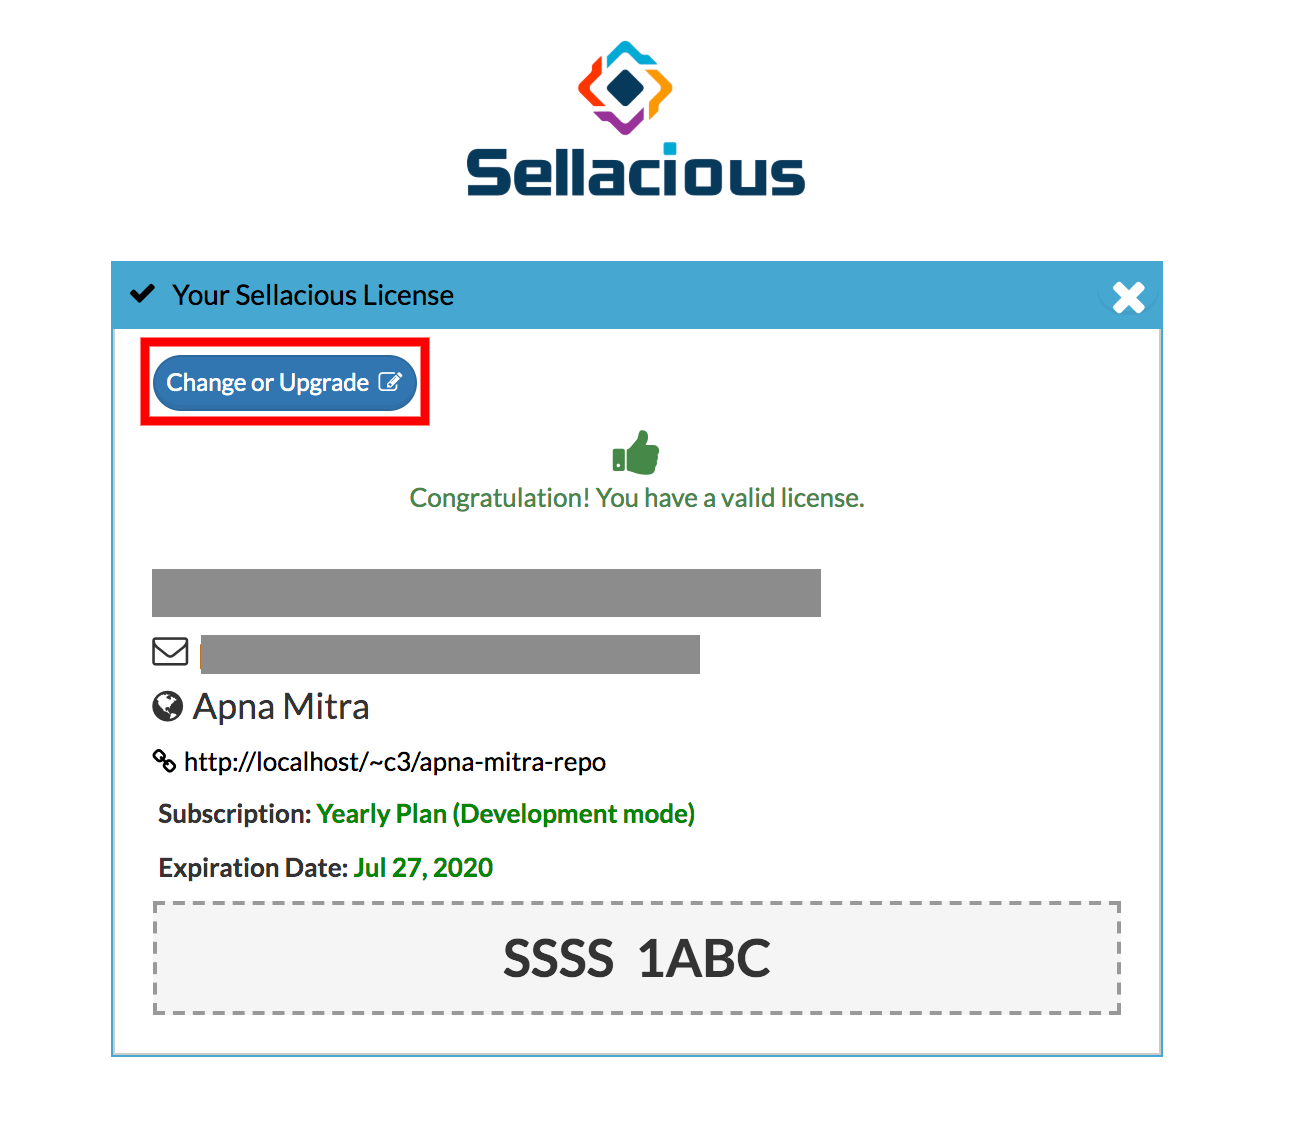 Sellacious
Your Sellacious License
Change or Upgrade
Congratulation! You have a valid license.
Apna Mitra
http://localhost/~c3/apna-mitra-repo
Subscription: Yearly Plan (Development mode)
Expiration Date: Jul 27, 2020
SSSS 1ABC